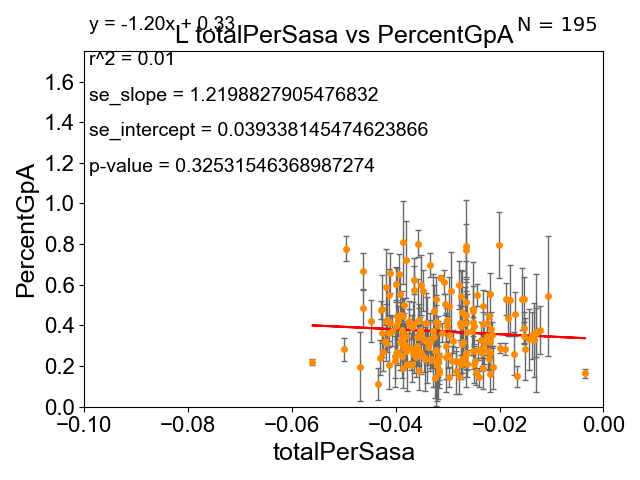 y = -1.20x + 0.33
N = 195
L totalPerSasa vs PercentGpA
r^2 = 0.01
se_slope = 1.2198827905476832
se_intercept = 0.039338145474623866
p-value = 0.32531546368987274
PercentGpA
1.6
1.4
1.2
1.0
0.8
0.6
0.4
0.2
0.0
−0.10 −0.08 −0.06 −0.04 −0.02 0.00
totalPerSasa